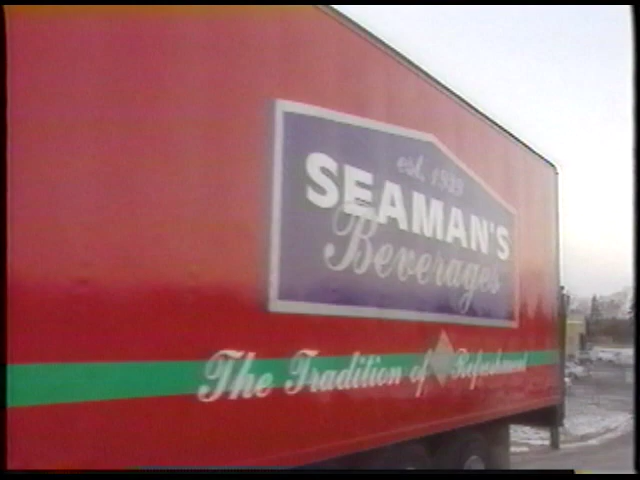 est. 1939
SEAMAN'S
Beverages
The Tradition of Refreshment